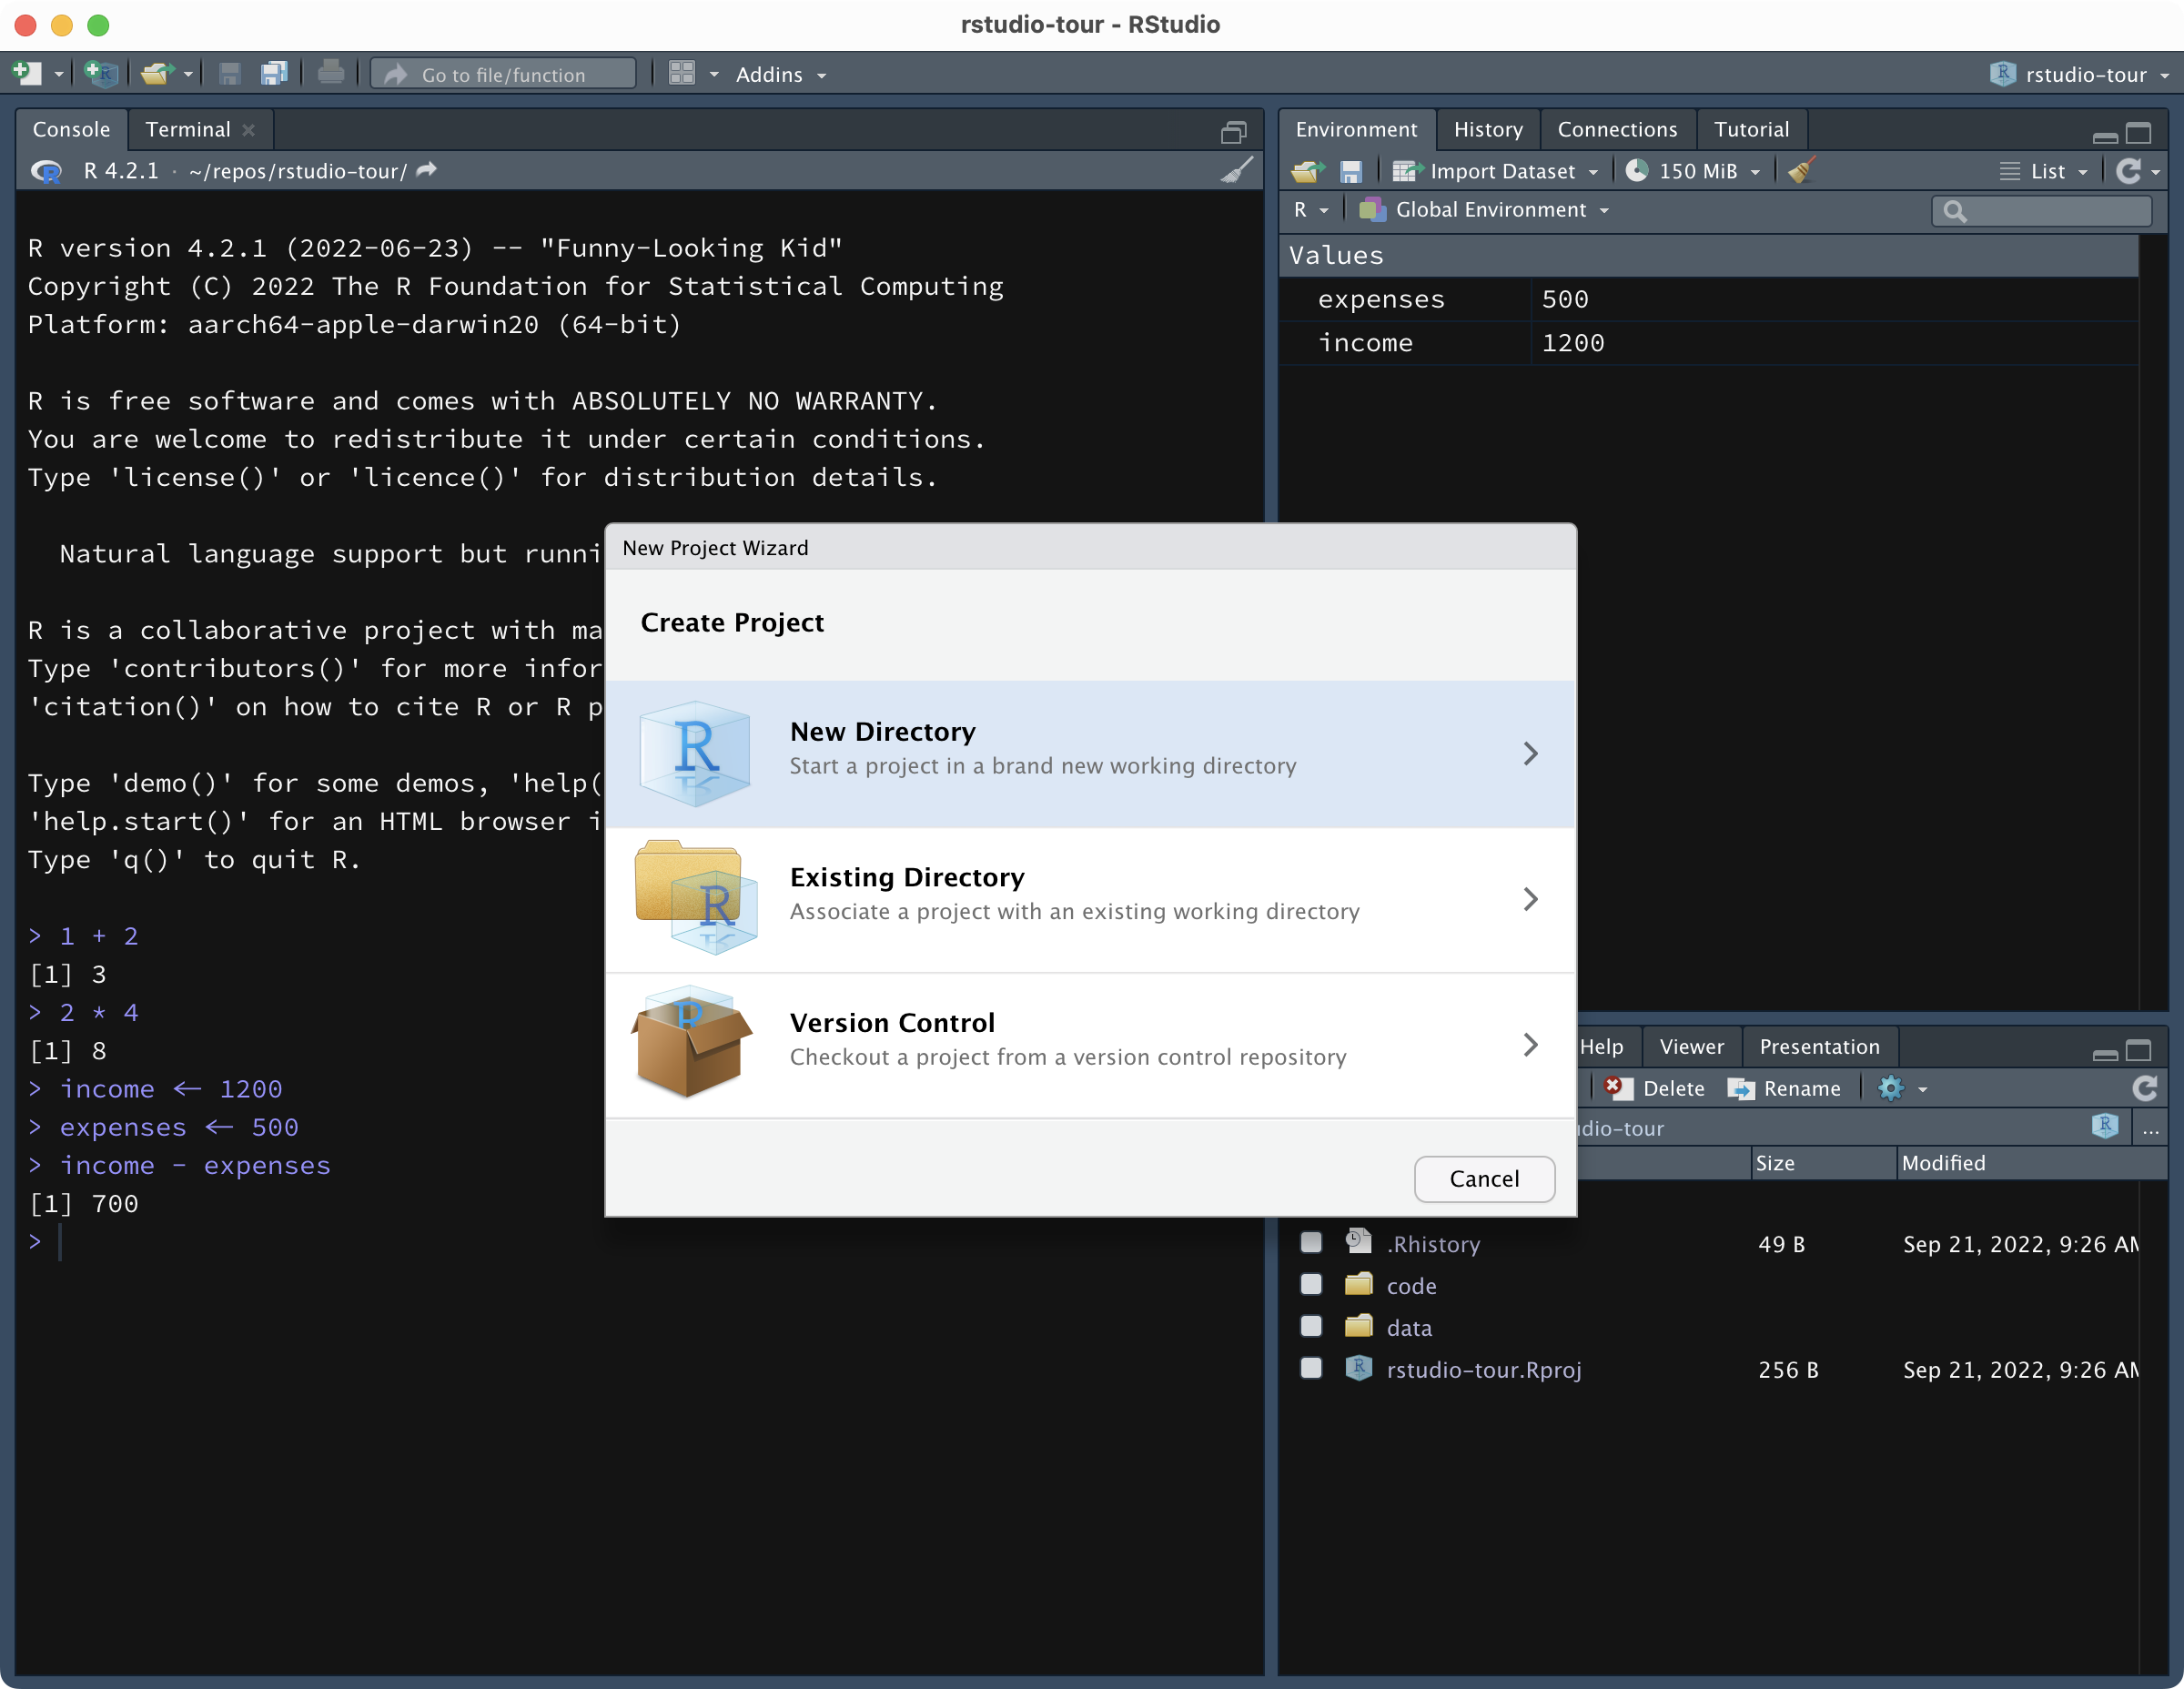 rstudio-tour - RStudio
Go to file/function
Addins
rstudio-tour
Console
Terminal
R 4.2.1 · ~/repos/rstudio-tour/
R version 4.2.1 (2022-06-23) -- "Funny-Looking Kid"
Copyright (C) 2022 The R Foundation for Statistical Computing
Platform: aarch64-apple-darwin20 (64-bit)
R is free software and comes with ABSOLUTELY NO WARRANTY.
You are welcome to redistribute it under certain conditions.
Type 'license()' or 'licence()' for distribution details.
Natural language support but runni
R is a collaborative project with ma
Type 'contributors()' for more infor
'citation()' on how to cite R or R p
Type 'demo()' for some demos, 'help(
'help.start()' for an HTML browser i
Type 'q()' to quit R.
> 1 + 2
[1] 3
> 2 * 4
[1] 8
> income <- 1200
> expenses <- 500
> income - expenses
[1] 700
>
Environment
History
Connections
Tutorial
Import Dataset
150 MiB
List
R
Global Environment
Values
expenses 500
income 1200
New Project Wizard
Create Project
New Directory
Start a project in a brand new working directory
Existing Directory
Associate a project with an existing working directory
Version Control
Checkout a project from a version control repository
Cancel
Help
Viewer
Presentation
Delete
Rename
dio-tour
...
Size
Modified
.Rhistory 49 B Sep 21, 2022, 9:26 AM
code
data
rstudio-tour.Rproj 256 B Sep 21, 2022, 9:26 AM